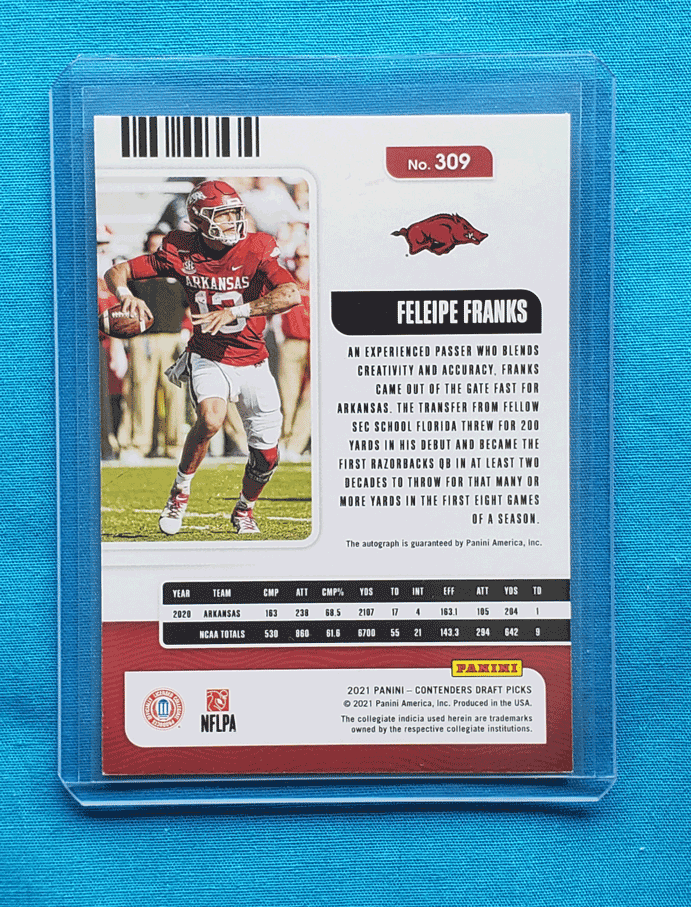 No. 309
ARKANSAS
13
FELEIPE FRANKS
AN EXPERIENCED PASSER WHO BLENDS
CREATIVITY AND ACCURACY, FRANKS
CAME OUT OF THE GATE FAST FOR
ARKANSAS. THE TRANSFER FROM FELLOW
SEC SCHOOL FLORIDA THREW FOR 200
YARDS IN HIS DEBUT AND BECAME THE
FIRST RAZORBACKS QB IN AT LEAST TWO
DECADES TO THROW FOR THAT MANY OR
MORE YARDS IN THE FIRST EIGHT GAMES
OF A SEASON.
The autograph is guaranteed by Panini America, Inc.
YEAR TEAM CMP ATT CMP% YDS TD INT EFF ATT YDS TD
2020 ARKANSAS 163 238 68.5 2107 17 4 163.1 105 204 1
NCAA TOTALS 530 860 61.6 6700 55 21 143.3 284 642 9
PANINI
2021 PANINI – CONTENDERS DRAFT PICKS
© 2021 Panini America, Inc. Produced in the USA.
The collegiate indicia used herein are trademarks
owned by the respective collegiate institutions.
OFFICIALLY LICENSED COLLEGIATE PRODUCTS
NFLPA